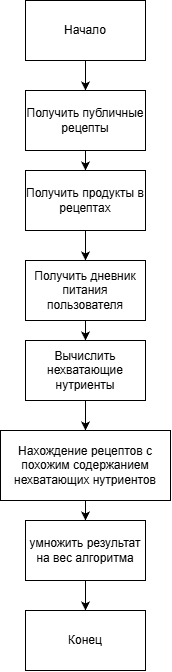 Начало
Получить публичные
рецепты
Получить продукты в
рецептах
Получить дневник
питания
пользователя
Вычислить
нехватающие
нутриенты
Нахождение рецептов с
похожим содержанием
нехватающих нутриентов
умножить результат
на вес алгоритма
Конец